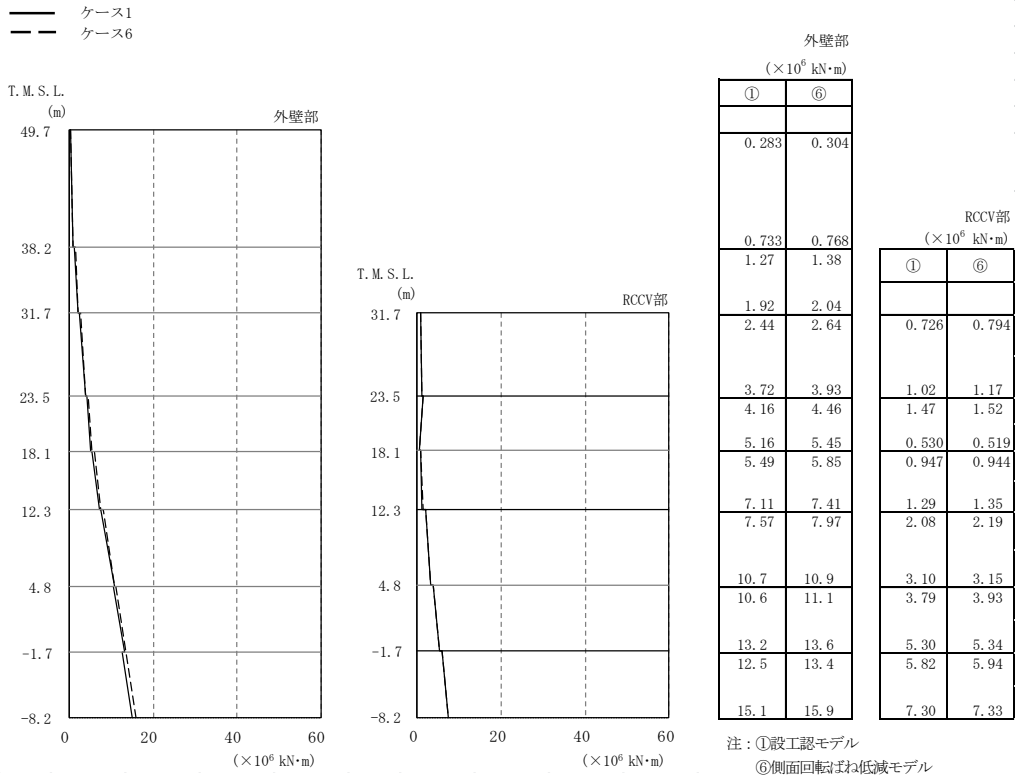 ケース1
ケース6
T.M.S.L.
(m)
外壁部
49.7
38.2
31.7
23.5
18.1
12.3
4.8
-1.7
-8.2
0 20 40 60
(×10⁶ kN・m)
T.M.S.L.
(m)
RCCV部
31.7
23.5
18.1
12.3
4.8
-1.7
-8.2
0 20 40 60
(×10⁶ kN・m)
外壁部
(×10⁶ kN・m)
① ⑥
0.283 0.304
0.733 0.768
1.27 1.38
1.92 2.04
2.44 2.64
3.72 3.93
4.16 4.46
5.16 5.45
5.49 5.85
7.11 7.41
7.57 7.97
10.7 10.9
10.6 11.1
13.2 13.6
12.5 13.4
15.1 15.9
RCCV部
(×10⁶ kN・m)
① ⑥
0.726 0.794
1.02 1.17
1.47 1.52
0.530 0.519
0.947 0.944
1.29 1.35
2.08 2.19
3.10 3.15
3.79 3.93
5.30 5.34
5.82 5.94
7.30 7.33
注：①設工認モデル
⑥側面回転ばね低減モデル